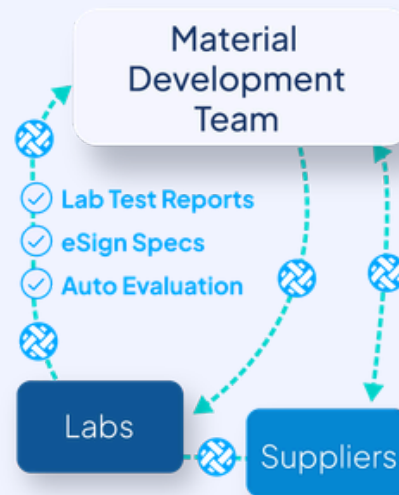 Material
Development
Team
Lab Test Reports
eSign Specs
Auto Evaluation
Labs
Suppliers